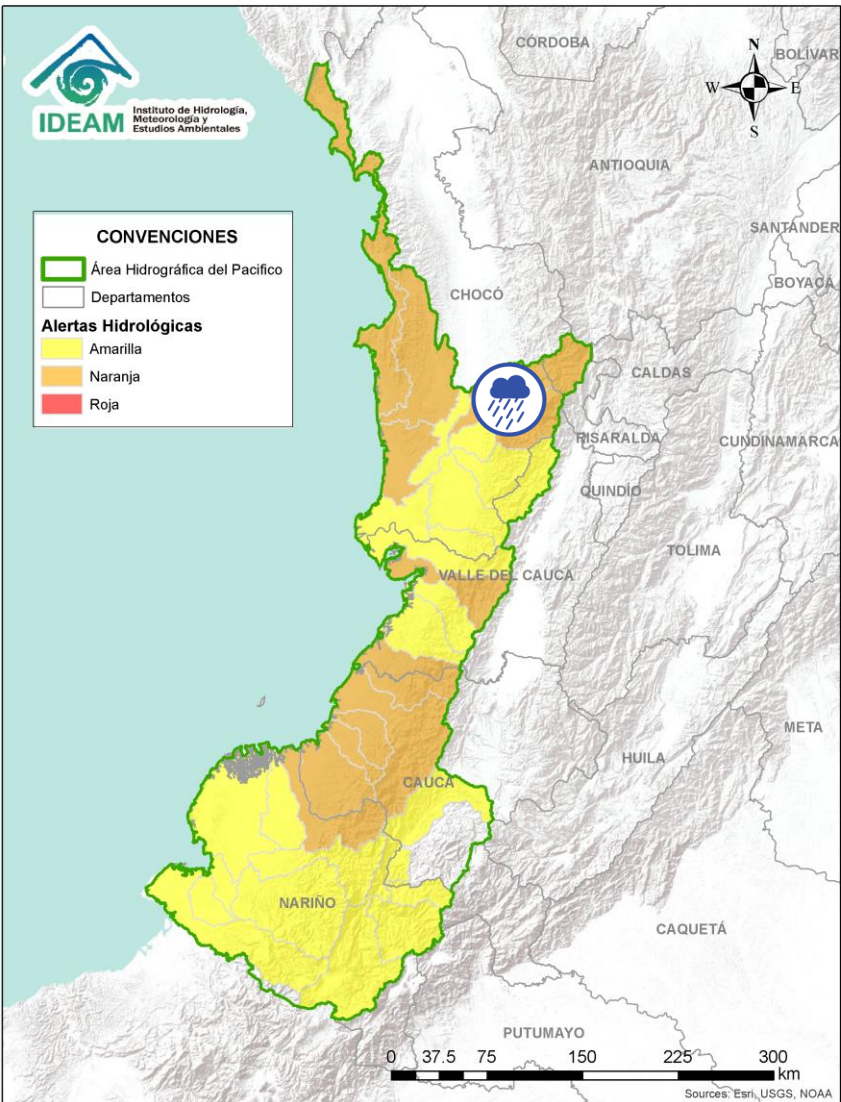 IDEAM
Instituto de Hidrología,
Meteorología y
Estudios Ambientales
CÓRDOBA
BOLIVAR
N
W
E
S
ANTIOQUIA
SANTANDER
BOYACÁ
CONVENCIONES
Área Hidrográfica del Pacifico
Departamentos
Alertas Hidrológicas
Amarilla
Naranja
Roja
CHOCÓ
CALDAS
RISARALDA
CUNDINAMARCA
QUINDÍO
TOLIMA
VALLE DEL CAUCA
META
HUILA
CAUCA
NARIÑO
CAQUETÁ
PUTUMAYO
0 37.5 75 150 225 300
km
Sources: Esri, USGS, NOAA